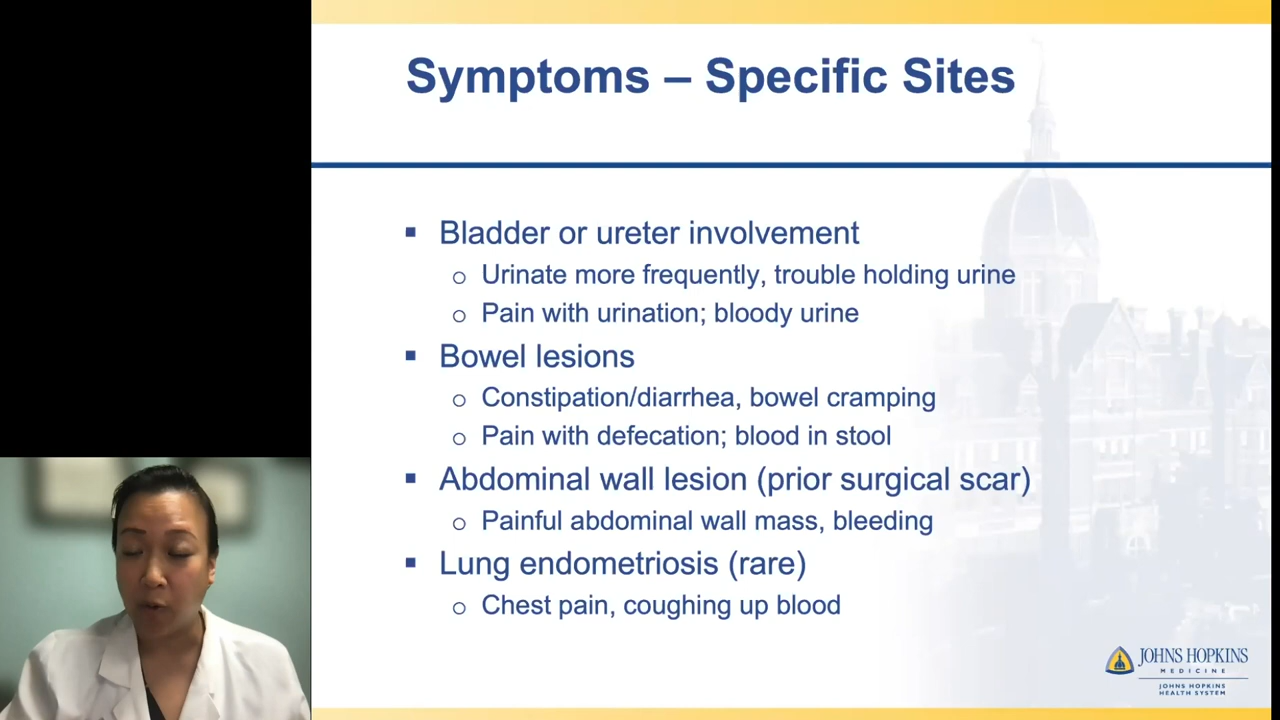 Symptoms – Specific Sites
▪ Bladder or ureter involvement
o Urinate more frequently, trouble holding urine
o Pain with urination; bloody urine
▪ Bowel lesions
o Constipation/diarrhea, bowel cramping
o Pain with defecation; blood in stool
▪ Abdominal wall lesion (prior surgical scar)
o Painful abdominal wall mass, bleeding
▪ Lung endometriosis (rare)
o Chest pain, coughing up blood
JOHNS HOPKINS
MEDICINE
JOHNS HOPKINS
HEALTH SYSTEM